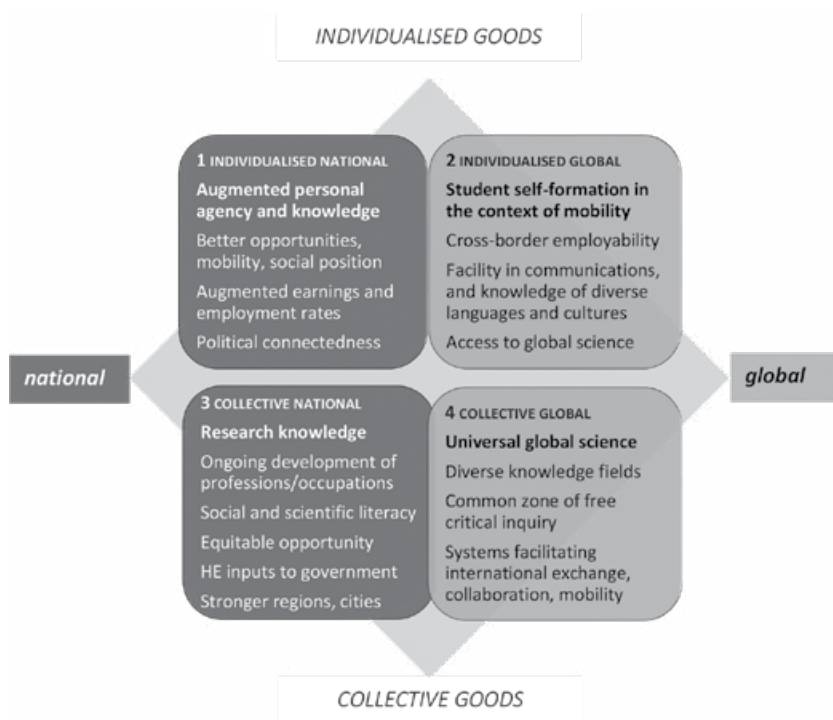 INDIVIDUALISED GOODS
1 INDIVIDUALISED NATIONAL
Augmented personal
agency and knowledge
Better opportunities,
mobility, social position
Augmented earnings and
employment rates
Political connectedness
2 INDIVIDUALISED GLOBAL
Student self-formation in
the context of mobility
Cross-border employability
Facility in communications,
and knowledge of diverse
languages and cultures
Access to global science
national
global
3 COLLECTIVE NATIONAL
Research knowledge
Ongoing development of
professions/occupations
Social and scientific literacy
Equitable opportunity
HE inputs to government
Stronger regions, cities
4 COLLECTIVE GLOBAL
Universal global science
Diverse knowledge fields
Common zone of free
critical inquiry
Systems facilitating
international exchange,
collaboration, mobility
COLLECTIVE GOODS